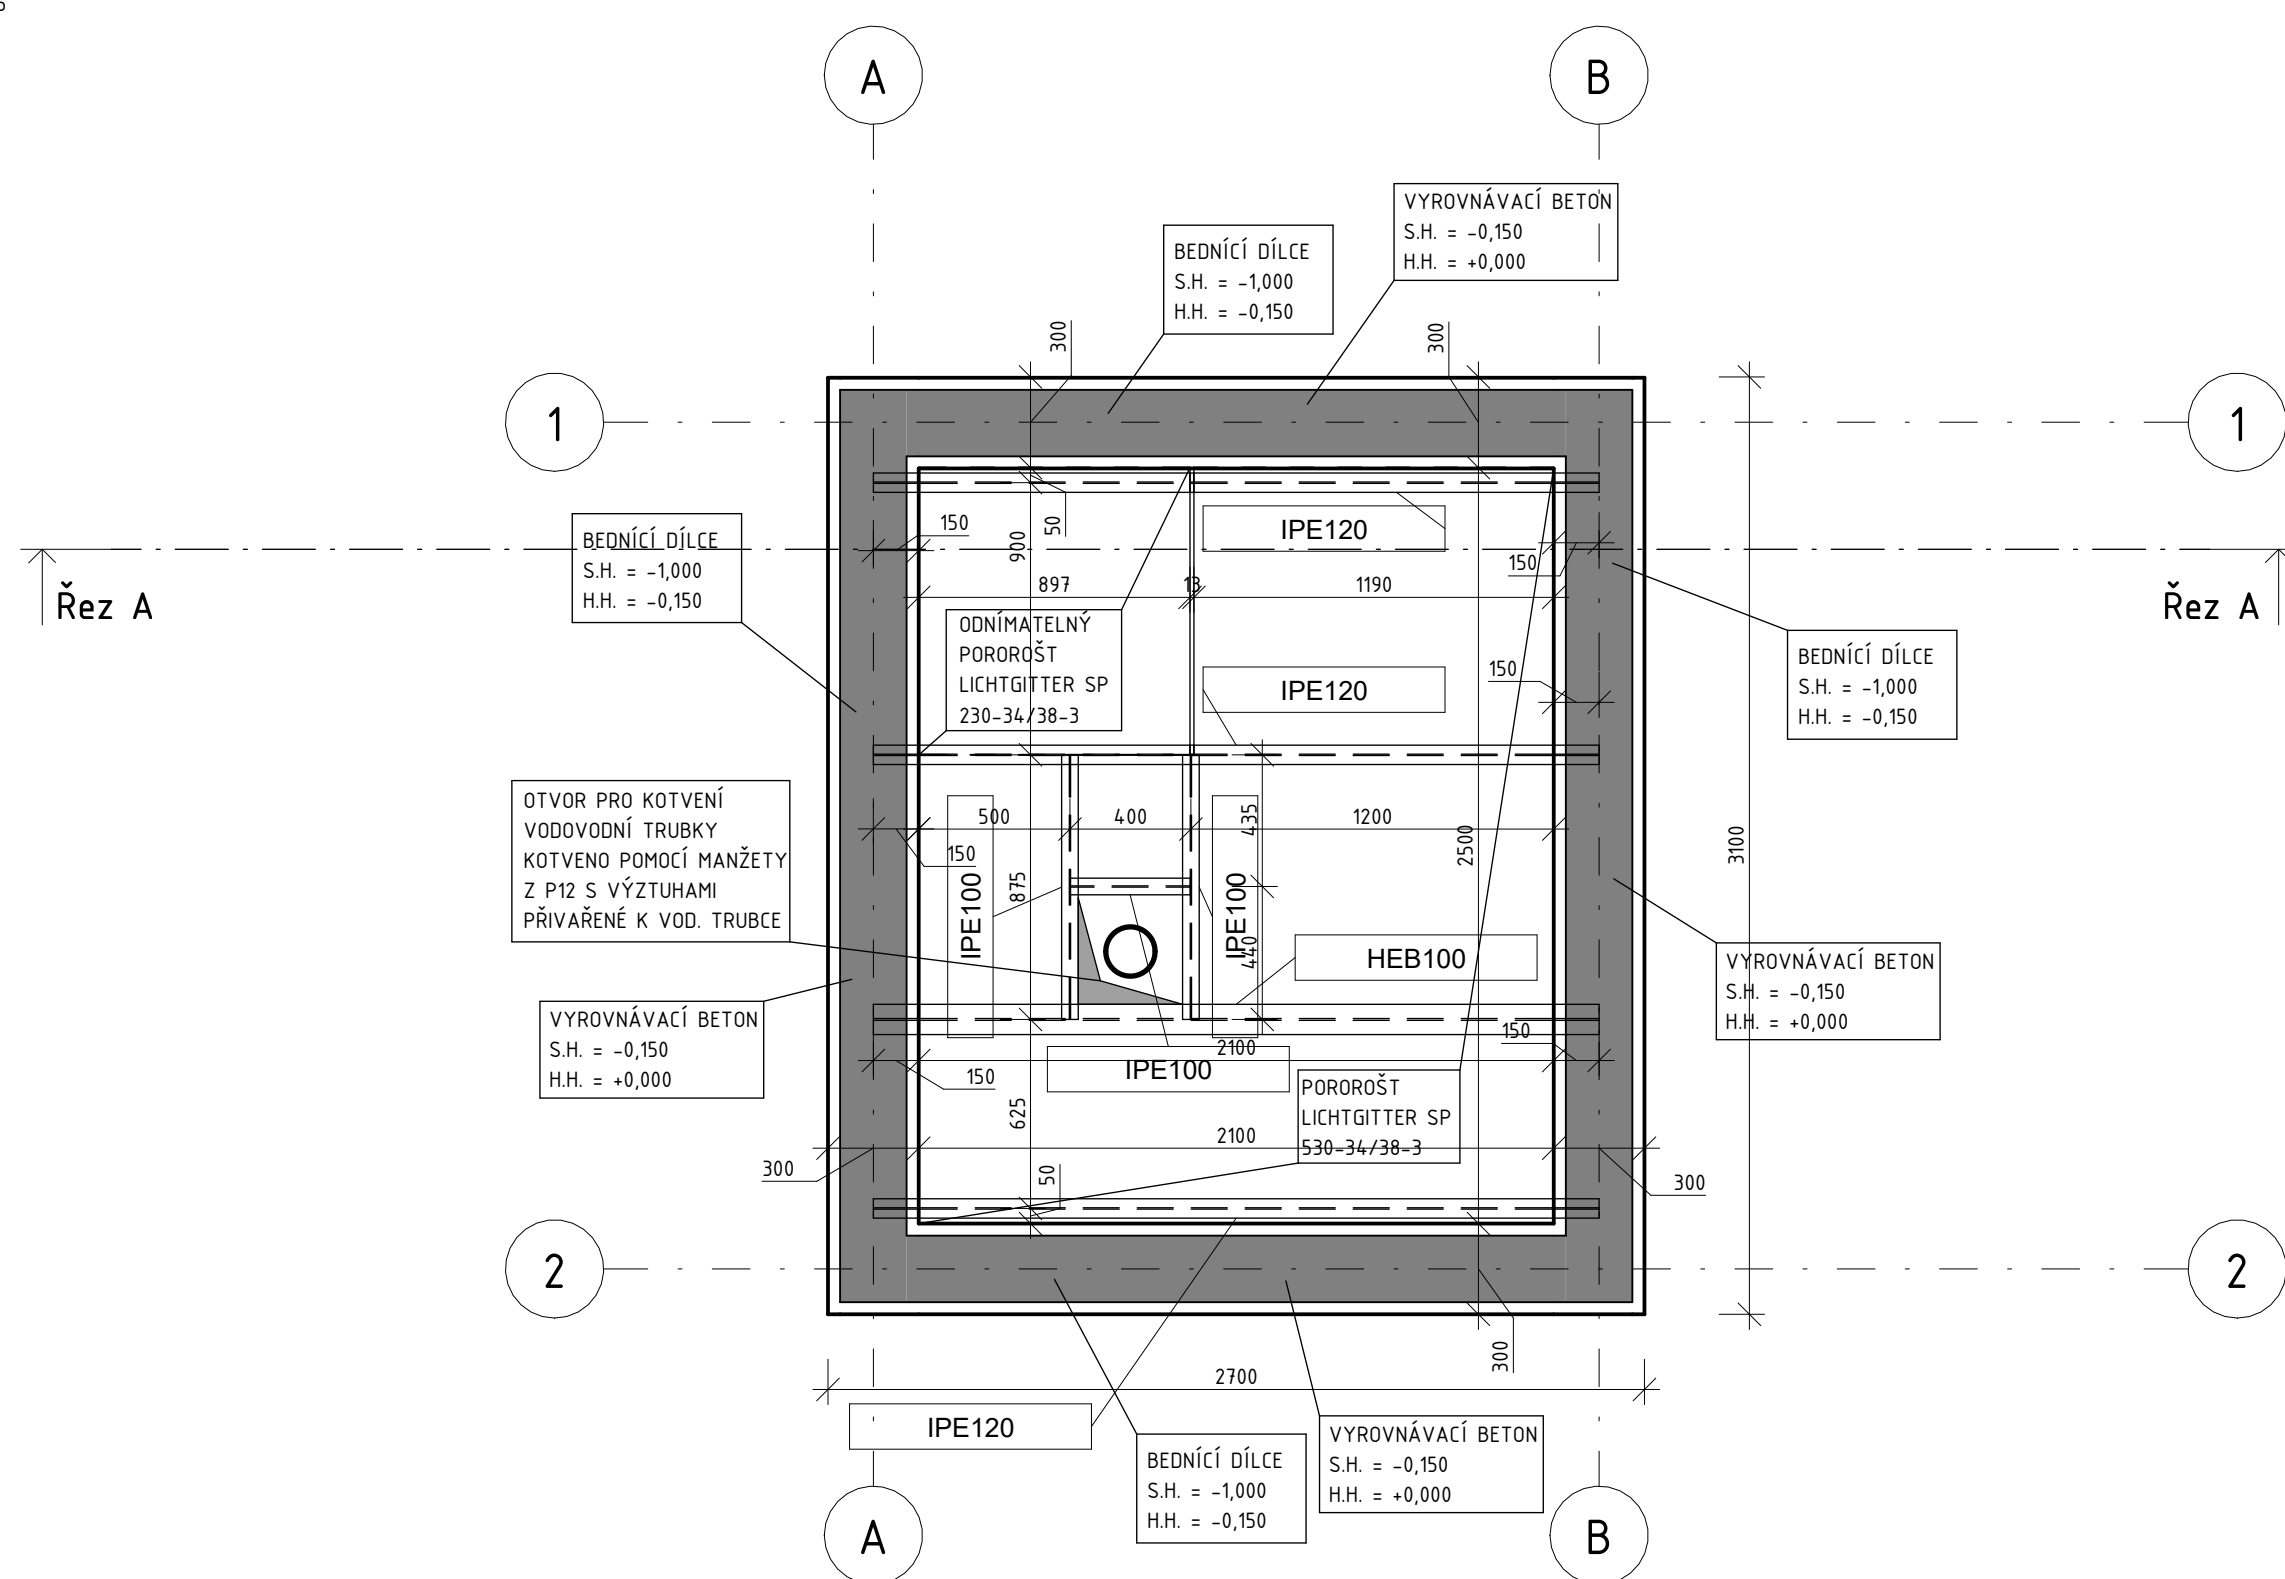 A
B
VYROVNÁVACÍ BETON
S.H. = -0,150
H.H. = +0,000
BEDNÍCÍ DÍLCE
S.H. = -1,000
H.H. = -0,150
300
300
1
1
BEDNÍCÍ DÍLCE
S.H. = -1,000
H.H. = -0,150
150
50
900
IPE120
150
Řez A
Řez A
897
13
1190
ODNÍMATELNÝ
POROROŠT
LICHTGITTER SP
230-34/38-3
IPE120
150
BEDNÍCÍ DÍLCE
S.H. = -1,000
H.H. = -0,150
OTVOR PRO KOTVENÍ
VODOVODNÍ TRUBKY
KOTVENO POMOCÍ MANŽETY
Z P12 S VÝZTUHAMI
PŘIVAŘENÉ K VOD. TRUBCE
500
400
435
1200
150
2500
3100
875
IPE100
IPE100
440
HEB100
VYROVNÁVACÍ BETON
S.H. = -0,150
H.H. = +0,000
VYROVNÁVACÍ BETON
S.H. = -0,150
H.H. = +0,000
150
2100
150
IPE100
625
POROROŠT
LICHTGITTER SP
530-34/38-3
2100
300
50
300
2
2
300
2700
IPE120
VYROVNÁVACÍ BETON
S.H. = -0,150
H.H. = +0,000
BEDNÍCÍ DÍLCE
S.H. = -1,000
H.H. = -0,150
A
B